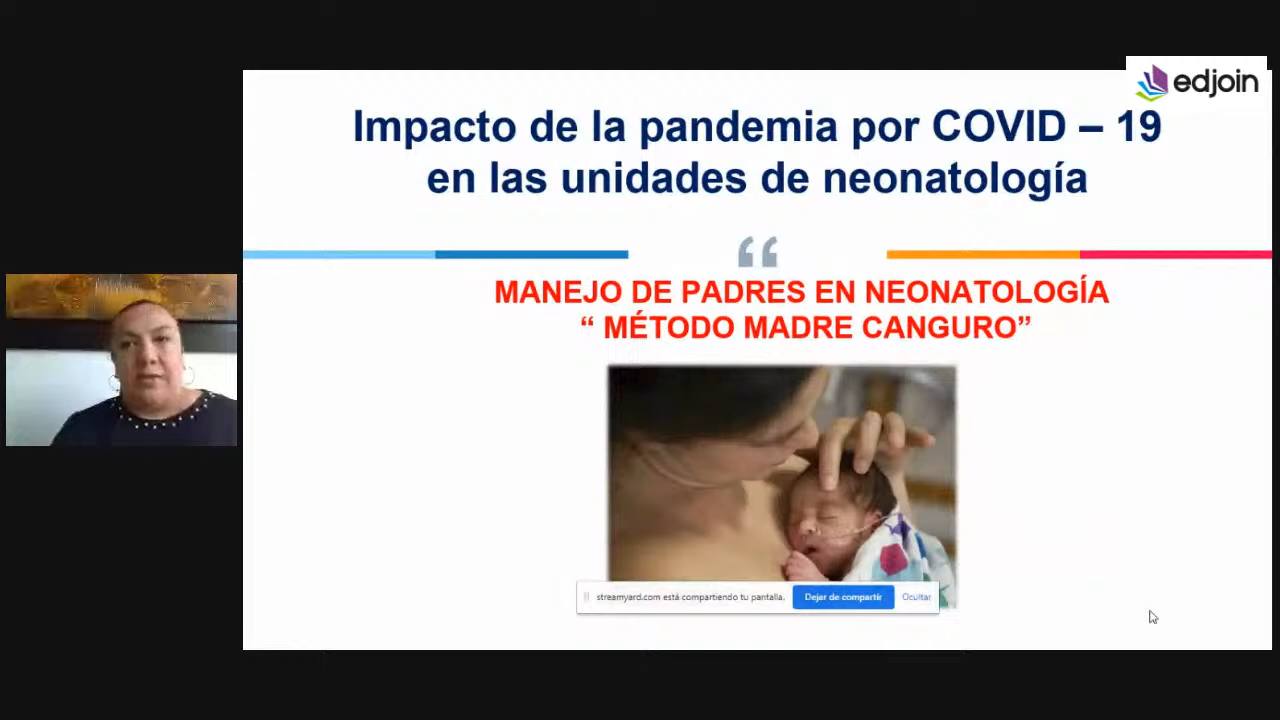 edjoin
Impacto de la pandemia por COVID – 19
en las unidades de neonatología
“
MANEJO DE PADRES EN NEONATOLOGÍA
“ MÉTODO MADRE CANGURO”
streamyard.com está compartiendo tu pantalla. Dejar de compartir Ocultar